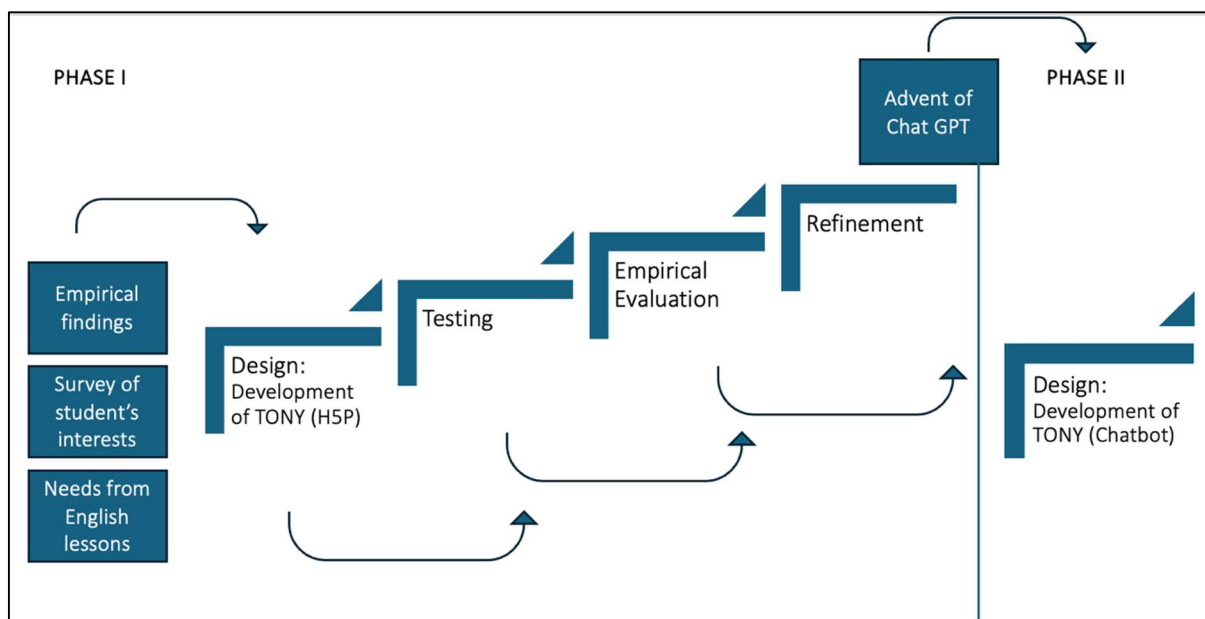 PHASE I
Empirical
findings
Survey of
student’s
interests
Needs from
English
lessons
Design:
Development
of TONY (H5P)
Testing
Empirical
Evaluation
Refinement
Advent of
Chat GPT
PHASE II
Design:
Development of
TONY (Chatbot)